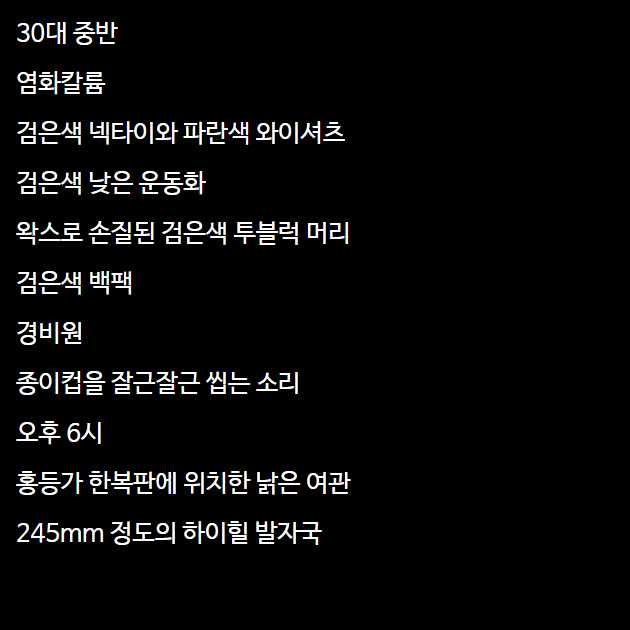 30대 중반
염화칼륨
검은색 넥타이와 파란색 와이셔츠
검은색 낮은 운동화
왁스로 손질된 검은색 투블럭 머리
검은색 백팩
경비원
종이컵을 잘근잘근 씹는 소리
오후 6시
홍등가 한복판에 위치한 낡은 여관
245mm 정도의 하이힐 발자국